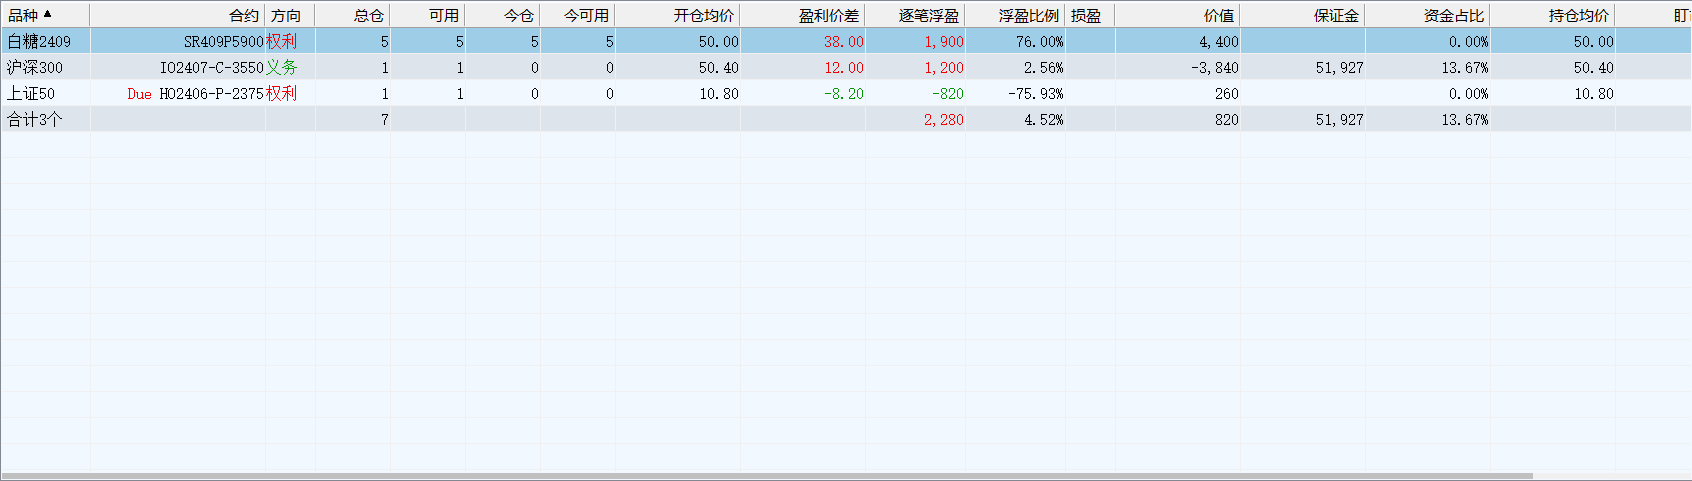 品种▲ 合约 方向 总仓 可用 今仓 今可用 开仓均价 盈利价差 逐笔浮盈 浮盈比例 损盈 价值 保证金 资金占比 持仓均价
白糖2409 SR409P5900 权利 5 5 5 5 50.00 38.00 1,900 76.00% 4,400 0.00% 50.00
沪深300 IO2407-C-3550 义务 1 1 0 0 50.40 12.00 1,200 2.56% -3,840 51,927 13.67% 50.40
上证50 Due HO2406-P-2375 权利 1 1 0 0 10.80 -8.20 -820 -75.93% 260 0.00% 10.80
合计3个 7 2,280 4.52% 820 51,927 13.67%